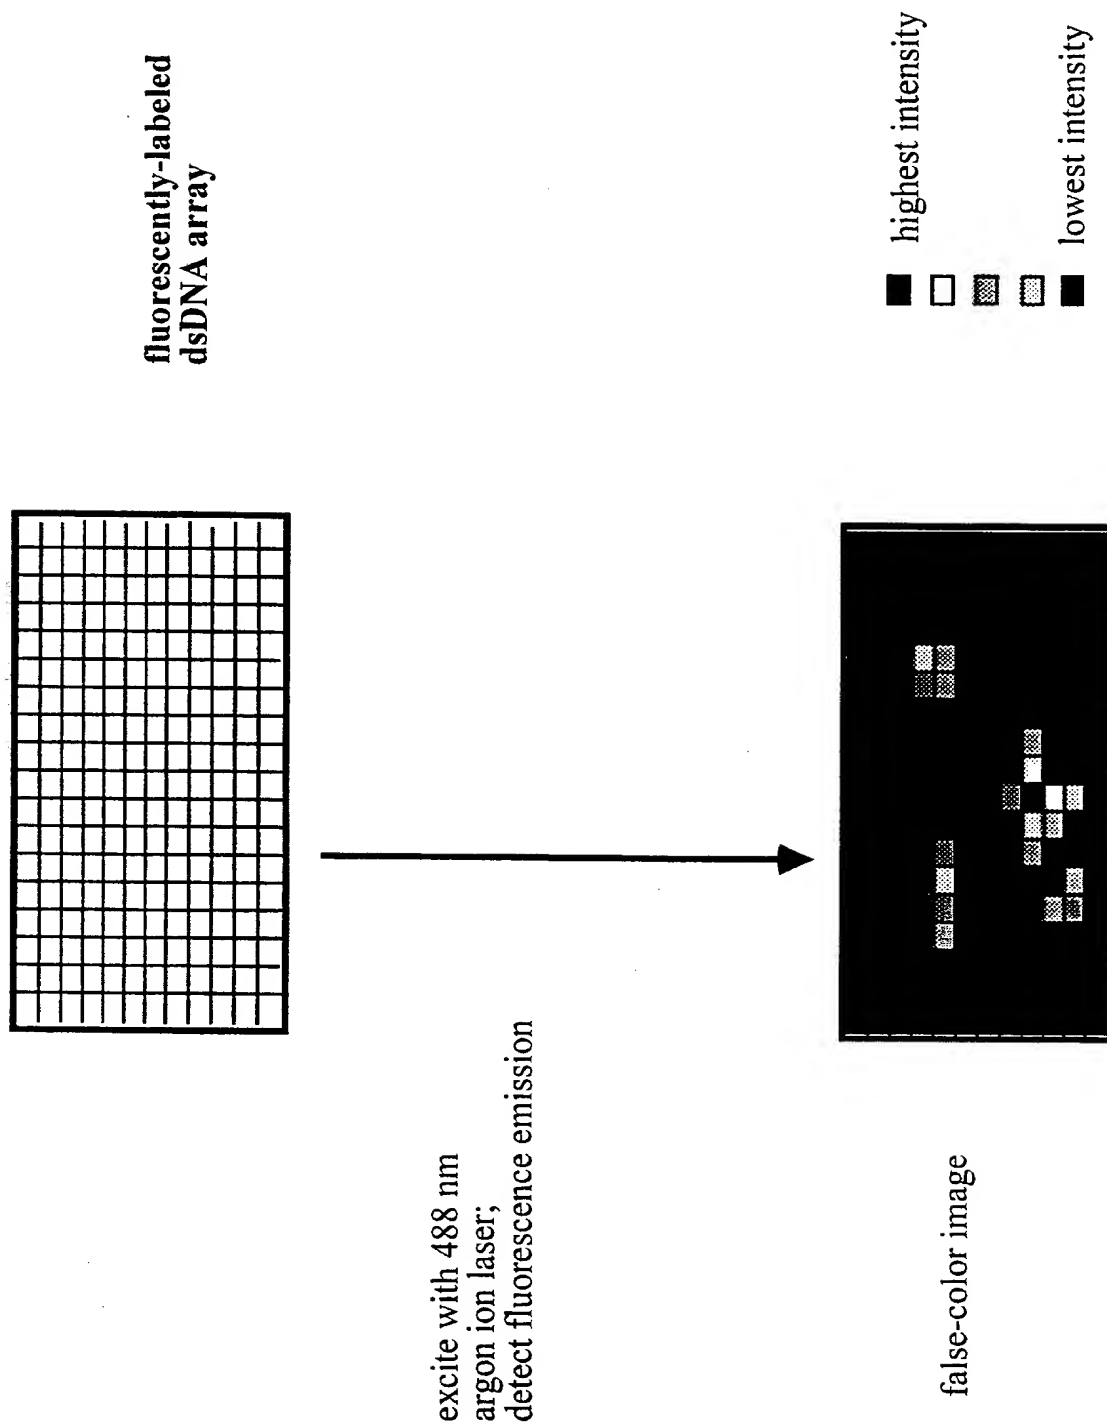 fluorescently-labeled
dsDNA array
excite with 488 nm
argon ion laser;
detect fluorescence emission
false-color image
highest intensity
lowest intensity